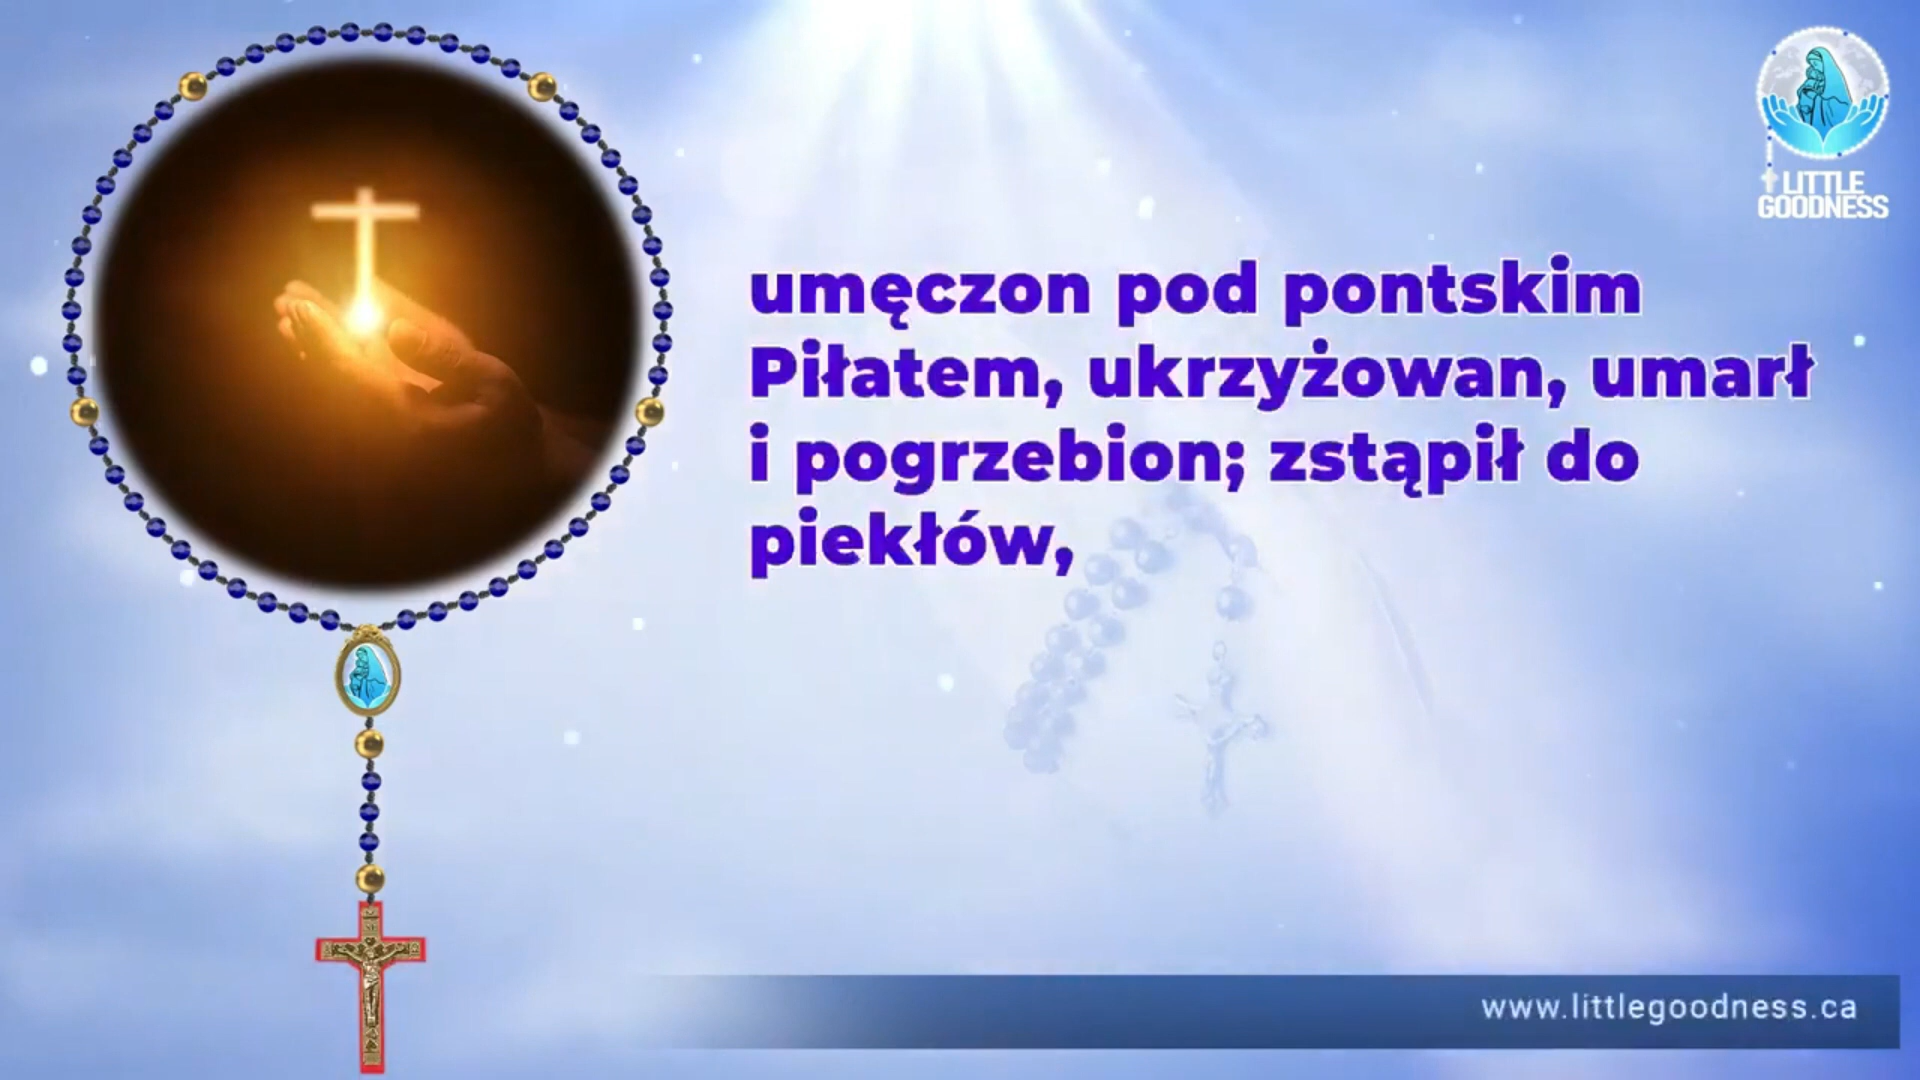 LITTLE
GOODNESS
umęczon pod pontskim
Piłatem, ukrzyżowan, umarł
i pogrzebion; zstąpił do
piekłów,
www.littlegoodness.ca